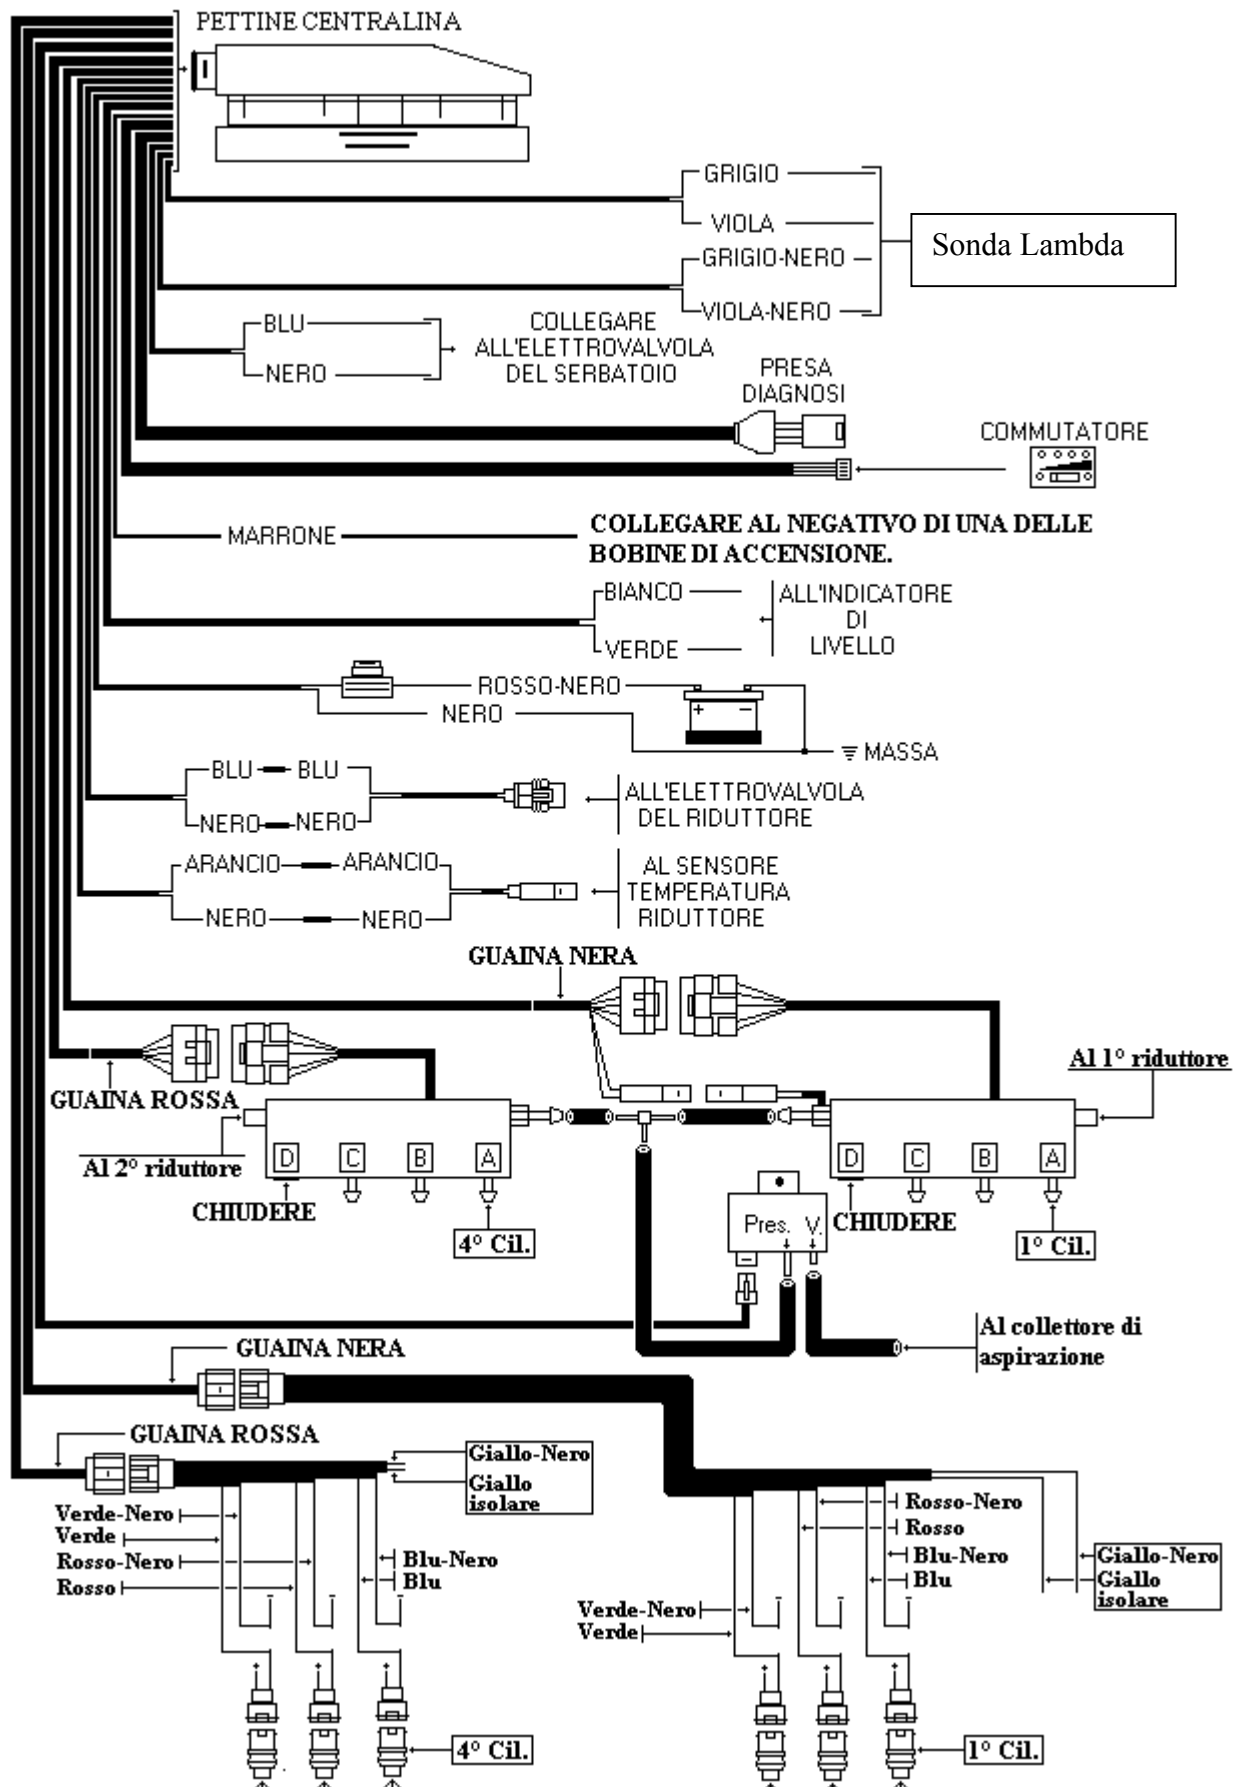 PETTINE CENTRALINA
GRIGIO
VIOLA
Sonda Lambda
GRIGIO-NERO
VIOLA-NERO
BLU
NERO
COLLEGARE
ALL'ELETTROVALVOLA
DEL SERBATOIO
PRESA
DIAGNOSI
COMMUTATORE
MARRONE
COLLEGARE AL NEGATIVO DI UNA DELLE
BOBINE DI ACCENSIONE.
BIANCO
VERDE
ALL'INDICATORE
DI
LIVELLO
ROSSO-NERO
NERO
+ −
MASSA
BLU BLU
NERO NERO
ALL'ELETTROVALVOLA
DEL RIDUTTORE
ARANCIO ARANCIO
NERO NERO
AL SENSORE
TEMPERATURA
RIDUTTORE
GUAINA NERA
GUAINA ROSSA
Al 1° riduttore
Al 2° riduttore
D C B A
D C B A
CHIUDERE
4° Cil.
Pres. V.
CHIUDERE
1° Cil.
Al collettore di
aspirazione
GUAINA NERA
GUAINA ROSSA
Giallo-Nero
Giallo
isolare
Verde-Nero
Verde
Rosso-Nero
Rosso
Blu-Nero
Blu
Rosso-Nero
Rosso
Blu-Nero
Blu
Giallo-Nero
Giallo
isolare
Verde-Nero
Verde
- - -
- - -
+ + +
+ + +
4° Cil.
1° Cil.